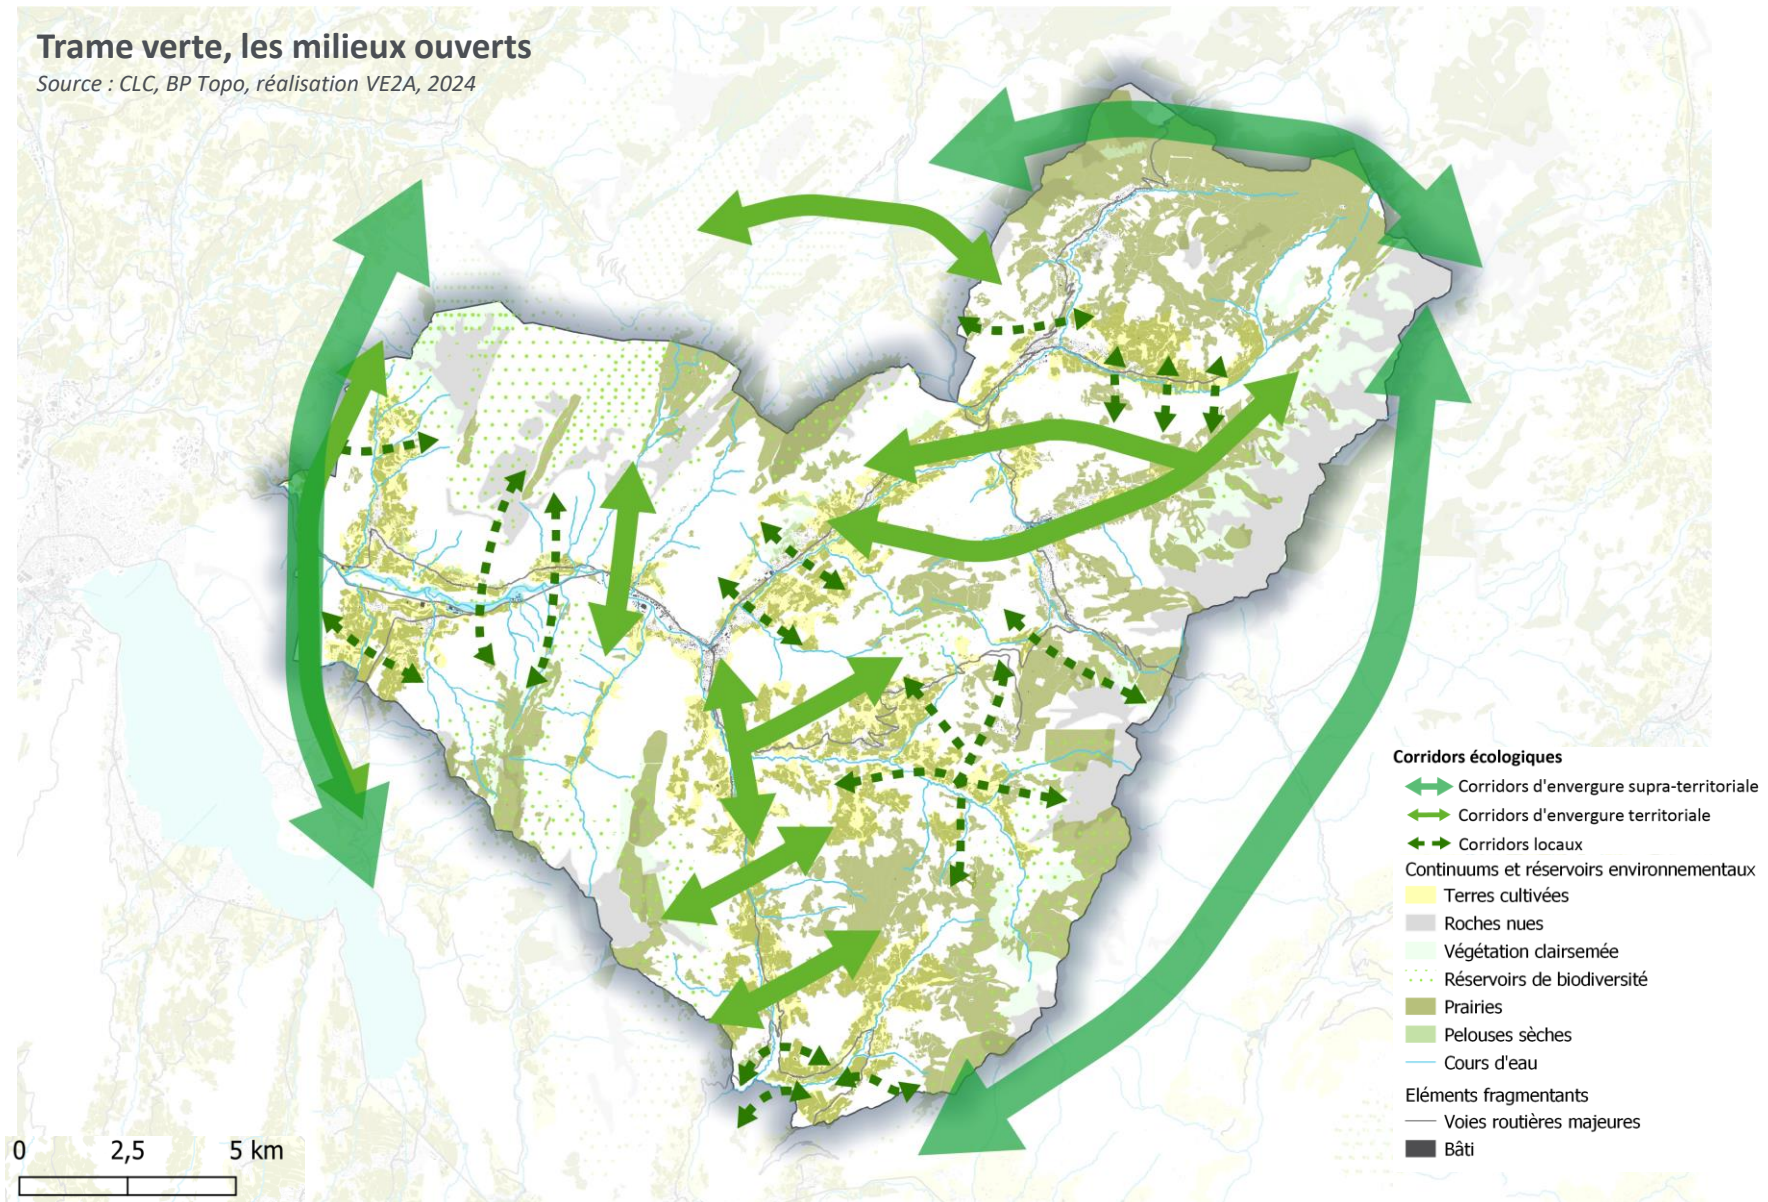 Trame verte, les milieux ouverts
Source : CLC, BP Topo, réalisation VE2A, 2024
Corridors écologiques
Corridors d'envergure supra-territoriale
Corridors d'envergure territoriale
Corridors locaux
Continuums et réservoirs environnementaux
Terres cultivées
Roches nues
Végétation clairsemée
Réservoirs de biodiversité
Prairies
Pelouses sèches
Cours d'eau
Eléments fragmentants
Voies routières majeures
Bâti
0 2,5 5 km